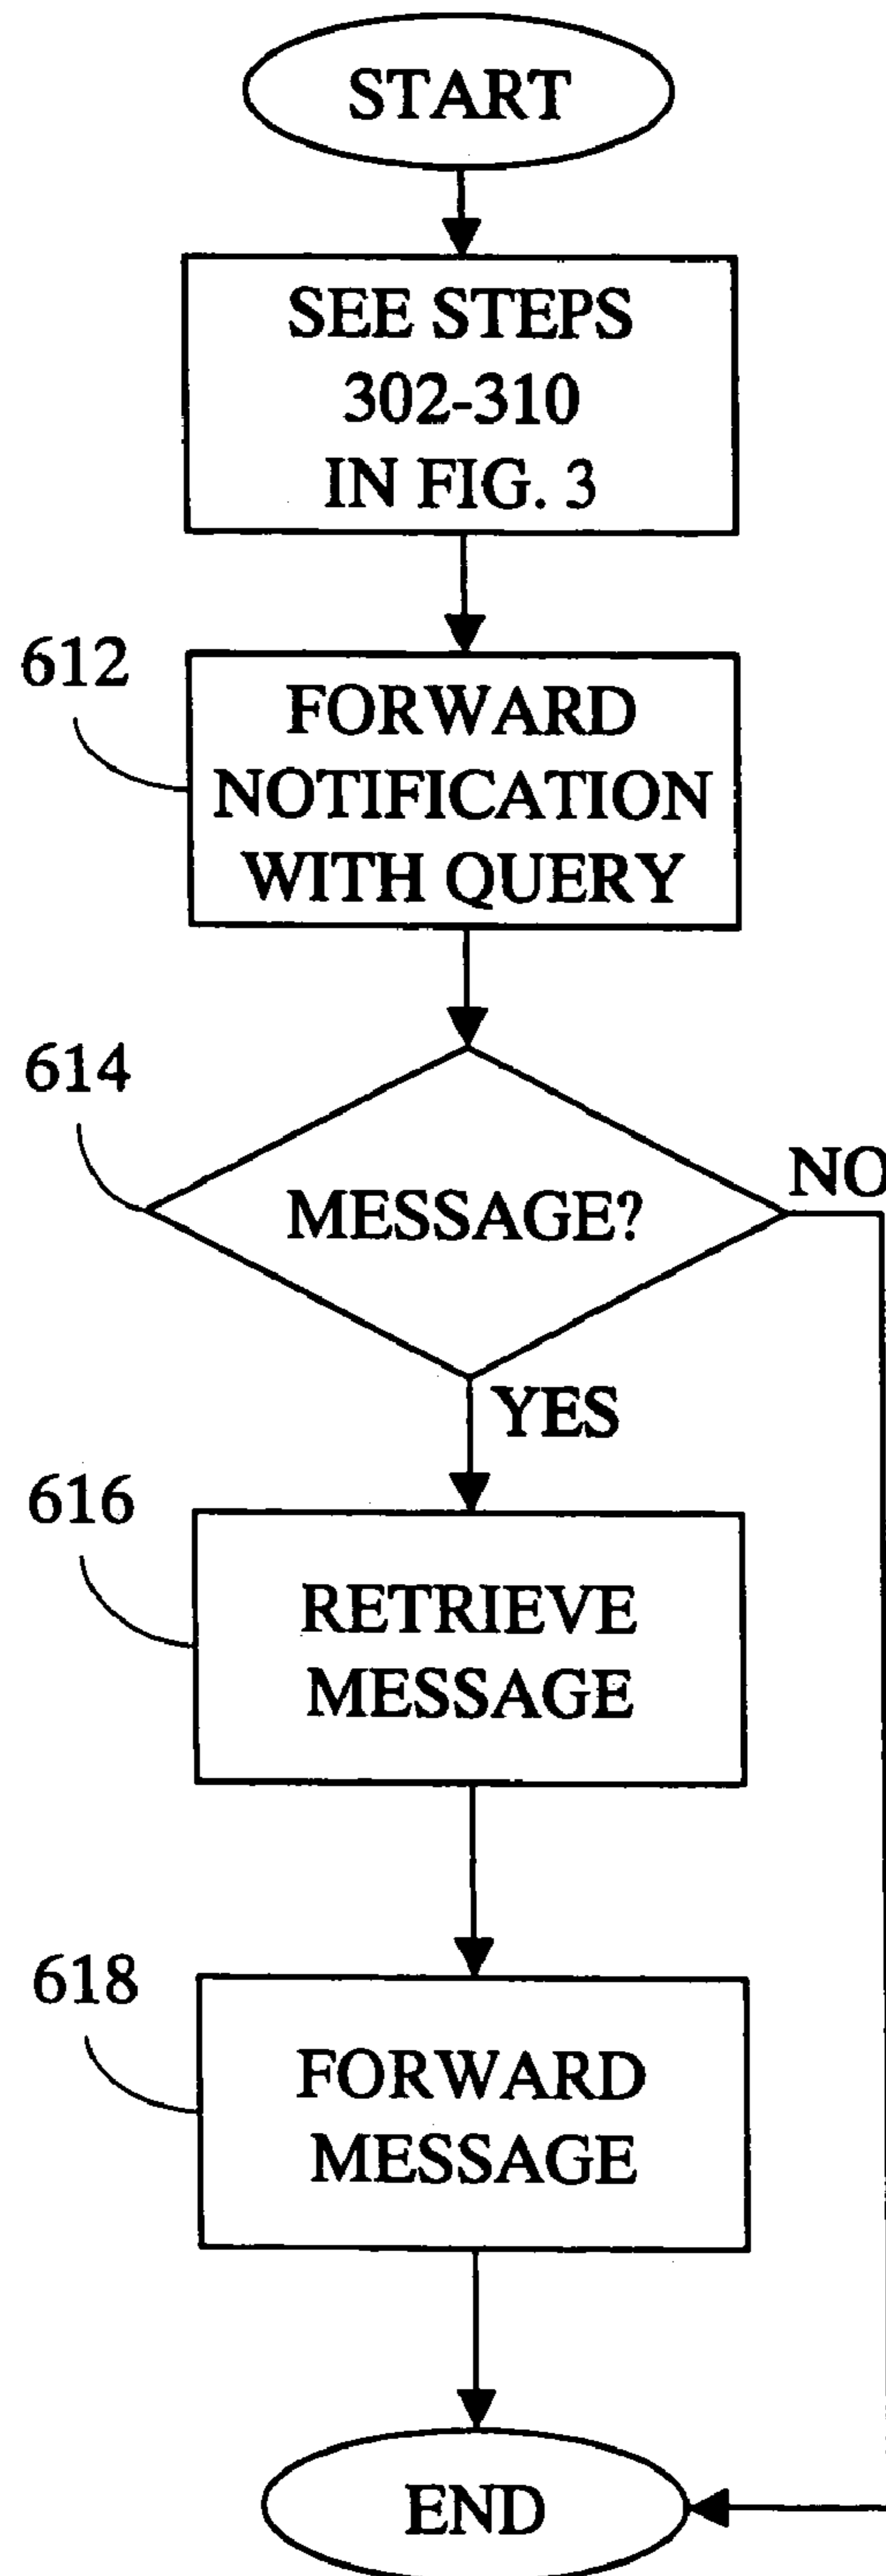 START
SEE STEPS
302-310
IN FIG. 3
612
FORWARD
NOTIFICATION
WITH QUERY
614
MESSAGE?
NO
YES
616
RETRIEVE
MESSAGE
618
FORWARD
MESSAGE
END